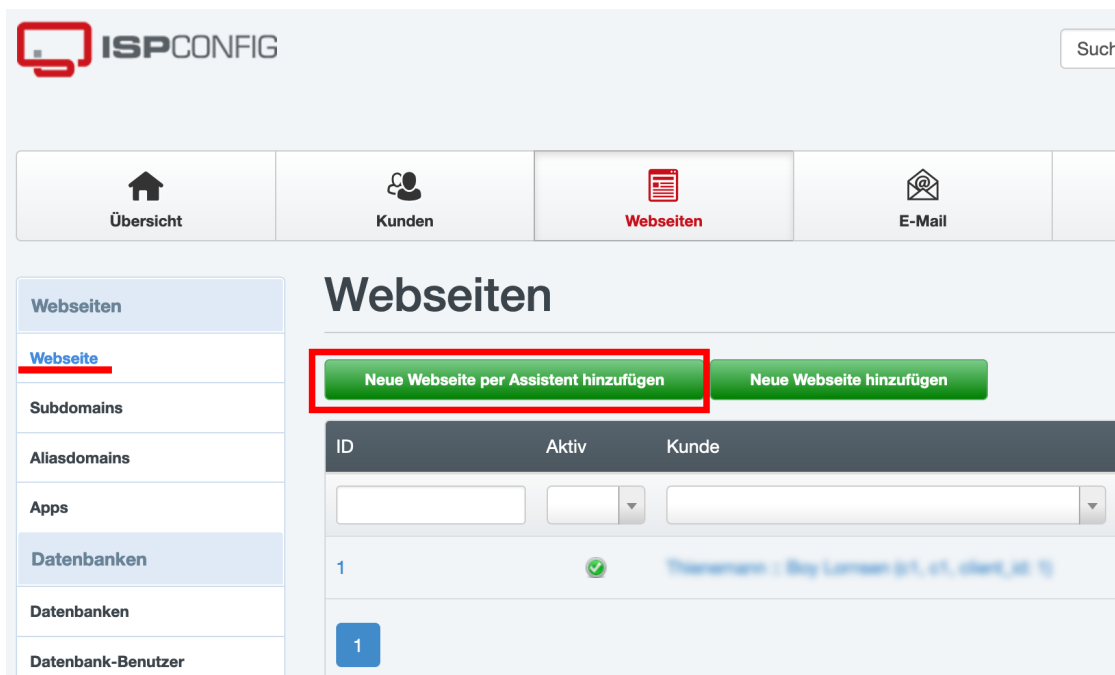 ISPCONFIG
Such
Übersicht
Kunden
Webseiten
E-Mail
Webseiten
Webseite
Subdomains
Aliasdomains
Apps
Datenbanken
Datenbanken
Datenbank-Benutzer
Webseiten
Neue Webseite per Assistent hinzufügen
Neue Webseite hinzufügen
ID Aktiv Kunde
1
1